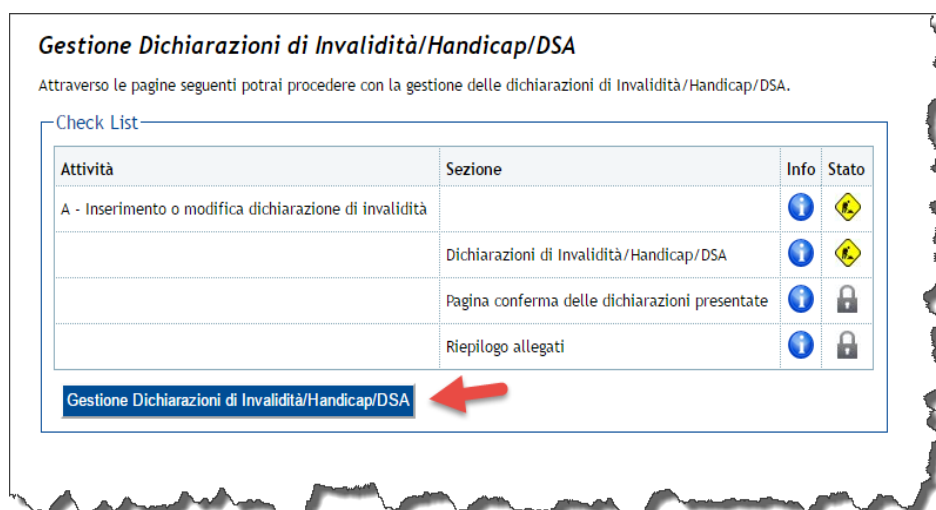 Gestione Dichiarazioni di Invalidità/Handicap/DSA
Attraverso le pagine seguenti potrai procedere con la gestione delle dichiarazioni di Invalidità/Handicap/DSA.
Check List
Attività Sezione Info Stato
A - Inserimento o modifica dichiarazione di invalidità
Dichiarazioni di Invalidità/Handicap/DSA
Pagina conferma delle dichiarazioni presentate
Riepilogo allegati
Gestione Dichiarazioni di Invalidità/Handicap/DSA